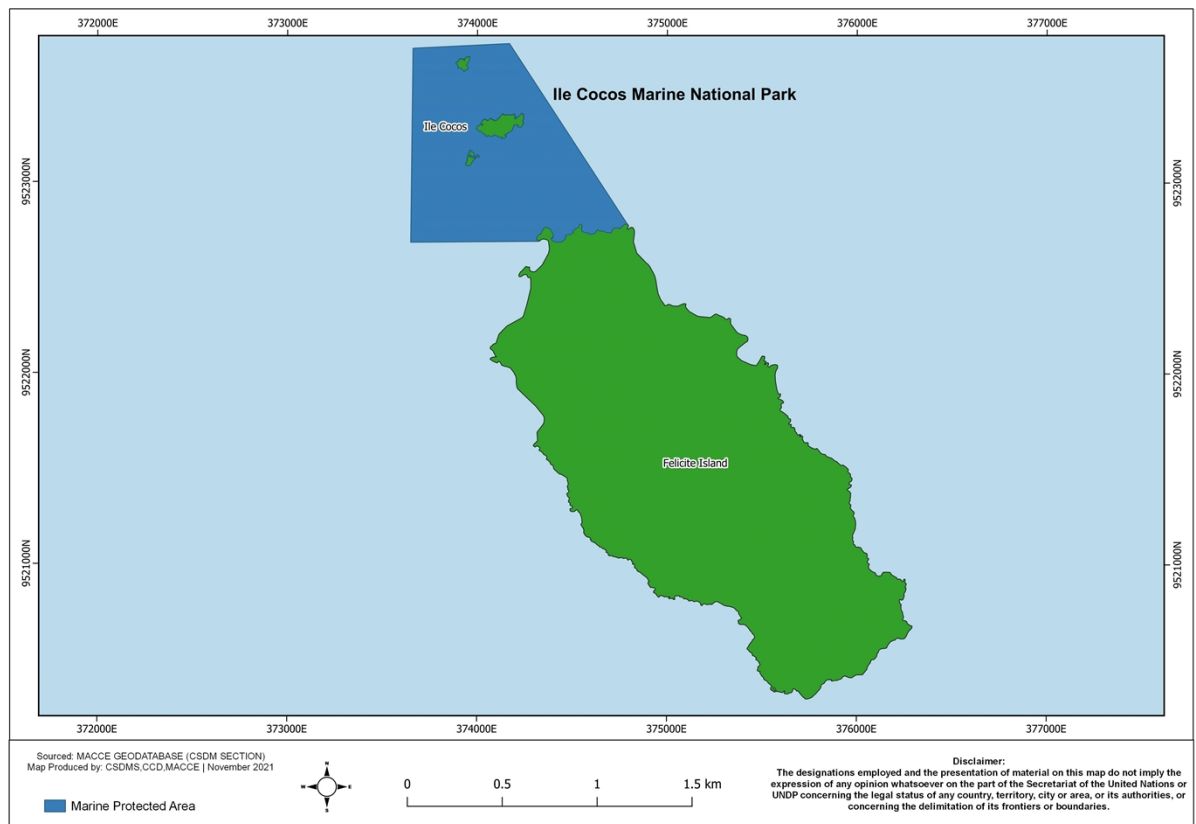 372000E 373000E 374000E 375000E 376000E 377000E
Ile Cocos Marine National Park
Ile Cocos
9523000N 9523000N
9522000N 9522000N
Felicite Island
9521000N 9521000N
372000E 373000E 374000E 375000E 376000E 377000E
Sourced: MACCE GEODATABASE (CSDM SECTION)
Map Produced by: CSDMS,CCD,MACCE | November 2021
Marine Protected Area
N
W E
S
0 0.5 1 1.5 km
Disclaimer:
The designations employed and the presentation of material on this map do not imply the
expression of any opinion whatsoever on the part of the Secretariat of the United Nations or
UNDP concerning the legal status of any country, territory, city or area, or its authorities, or
concerning the delimitation of its frontiers or boundaries.